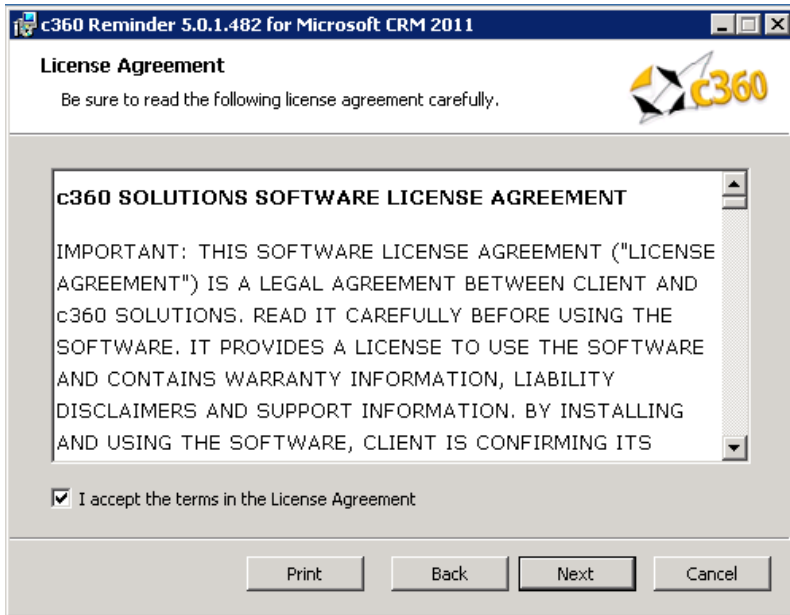 c360 Reminder 5.0.1.482 for Microsoft CRM 2011
License Agreement
Be sure to read the following license agreement carefully.
c360
c360 SOLUTIONS SOFTWARE LICENSE AGREEMENT
IMPORTANT: THIS SOFTWARE LICENSE AGREEMENT ("LICENSE
AGREEMENT") IS A LEGAL AGREEMENT BETWEEN CLIENT AND
c360 SOLUTIONS. READ IT CAREFULLY BEFORE USING THE
SOFTWARE. IT PROVIDES A LICENSE TO USE THE SOFTWARE
AND CONTAINS WARRANTY INFORMATION, LIABILITY
DISCLAIMERS AND SUPPORT INFORMATION. BY INSTALLING
AND USING THE SOFTWARE, CLIENT IS CONFIRMING ITS
I accept the terms in the License Agreement
Print Back Next Cancel